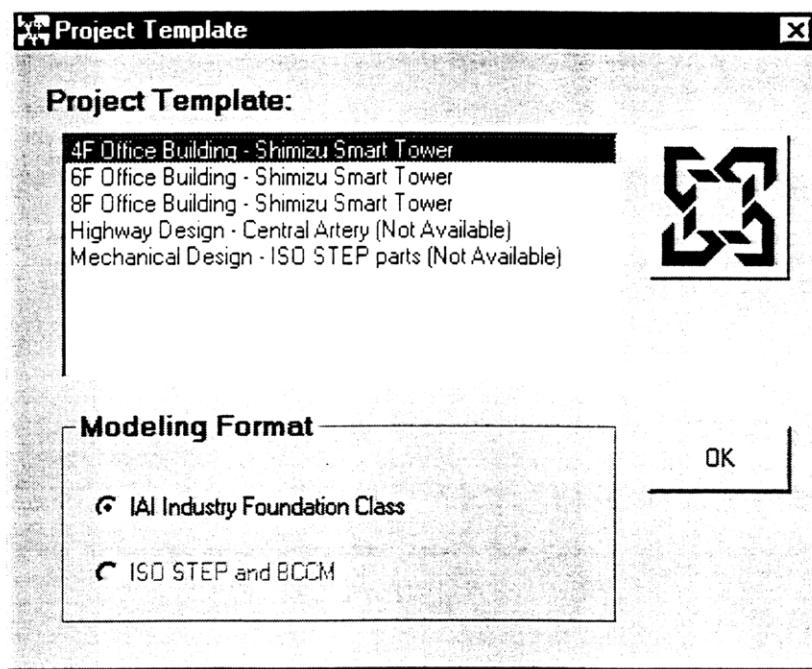 Project Template
Project Template:
4F Office Building - Shimizu Smart Tower
6F Office Building - Shimizu Smart Tower
8F Office Building - Shimizu Smart Tower
Highway Design - Central Artery (Not Available)
Mechanical Design - ISO STEP parts (Not Available)
Modeling Format
OK
IAI Industry Foundation Class
ISO STEP and BCCM